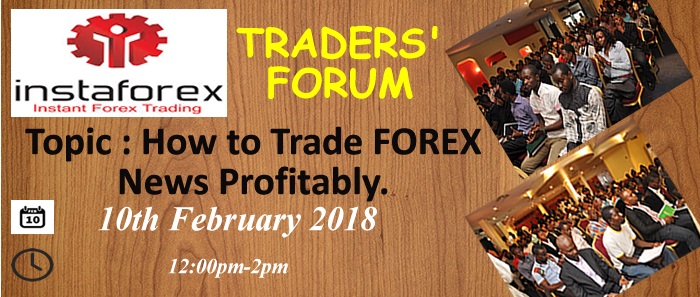 instaforex
Instant Forex Trading
TRADERS'
FORUM
Topic : How to Trade FOREX
News Profitably.
10
10th February 2018
12:00pm-2pm